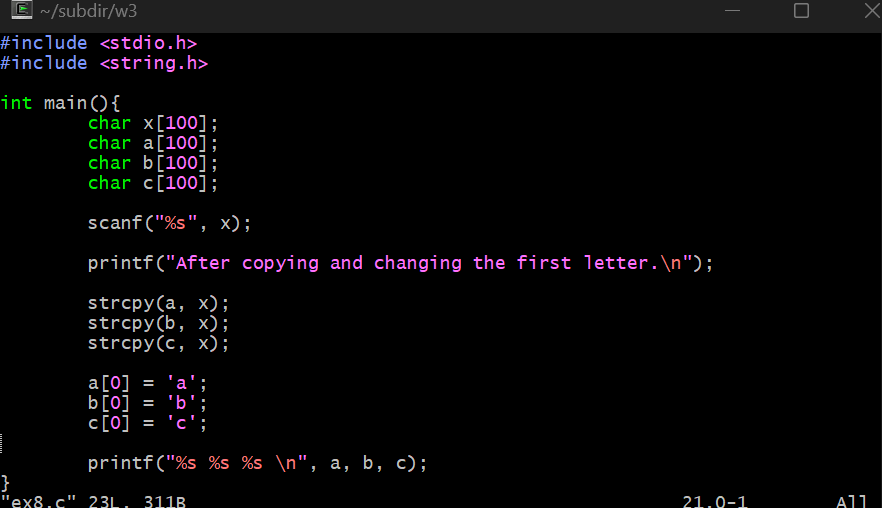 ~/subdir/w3
#include <stdio.h>
#include <string.h>

int main(){
        char x[100];
        char a[100];
        char b[100];
        char c[100];

        scanf("%s", x);

        printf("After copying and changing the first letter.\n");

        strcpy(a, x);
        strcpy(b, x);
        strcpy(c, x);

        a[0] = 'a';
        b[0] = 'b';
        c[0] = 'c';

        printf("%s %s %s \n", a, b, c);
}
"ex8.c" 23L, 311B 21,0-1 All